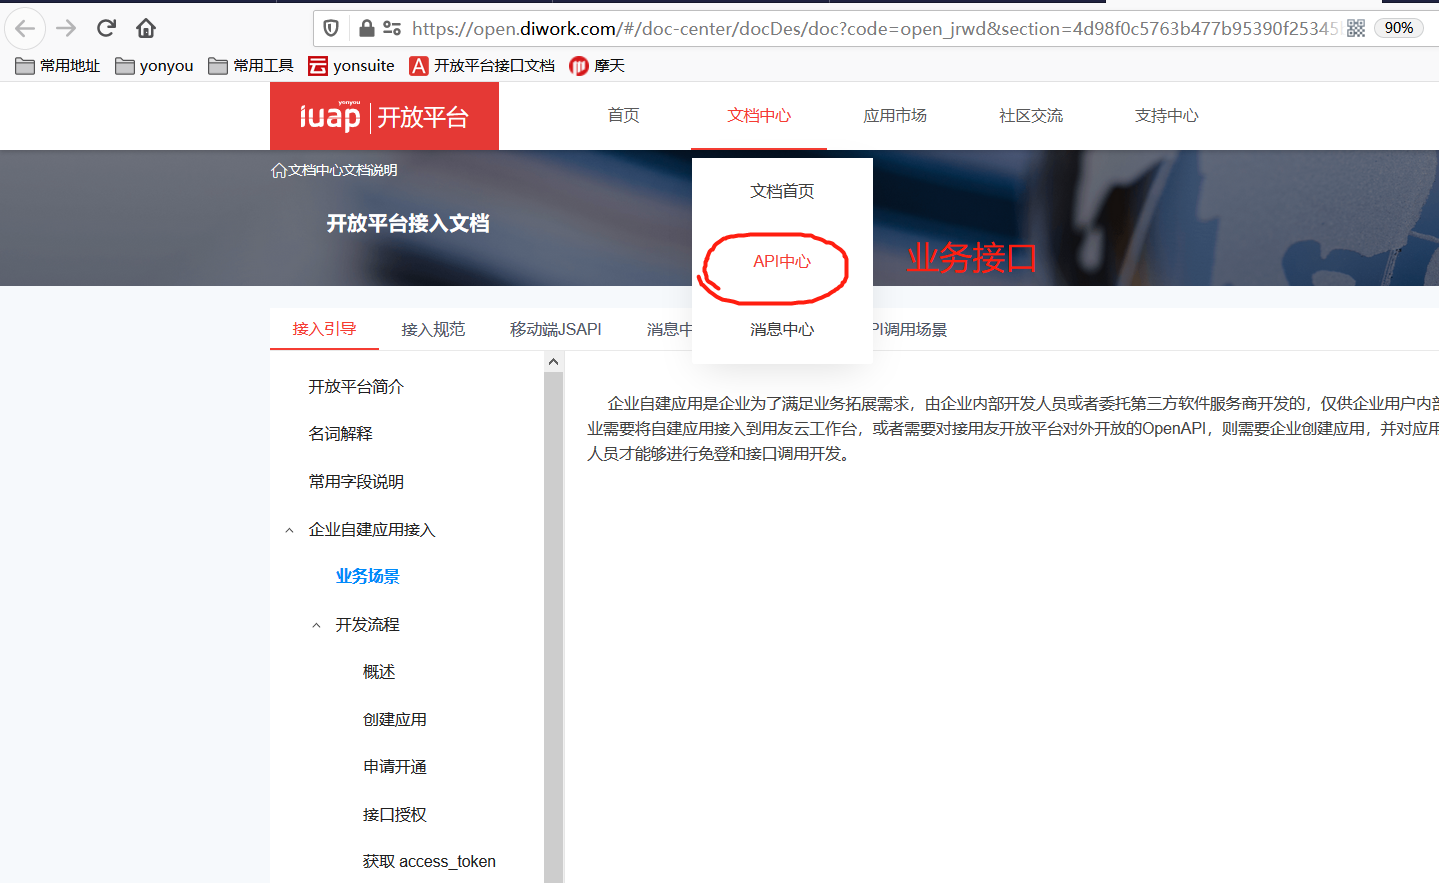 https://open.diwork.com/#/doc-center/docDes/doc?code=open_jrwd&section=4d98f0c5763b477b95390f25345
90%
常用地址 yonyou 常用工具 yonsuite 开放平台接口文档 摩天
yonyou
iuap 开放平台 首页 文档中心 应用市场 社区交流 支持中心
文档中心文档说明
文档首页
开放平台接入文档
API中心 业务接口
消息中心
接入引导 接入规范 移动端JSAPI 消息中 PI调用场景
开放平台简介
名词解释
常用字段说明
企业自建应用接入
业务场景
开发流程
概述
创建应用
申请开通
接口授权
获取 access_token
企业自建应用是企业为了满足业务拓展需求，由企业内部开发人员或者委托第三方软件服务商开发的，仅供企业用户内部
业需要将自建应用接入到用友云工作台，或者需要对接用友开放平台对外开放的OpenAPI，则需要企业创建应用，并对应用
人员才能够进行免登和接口调用开发。